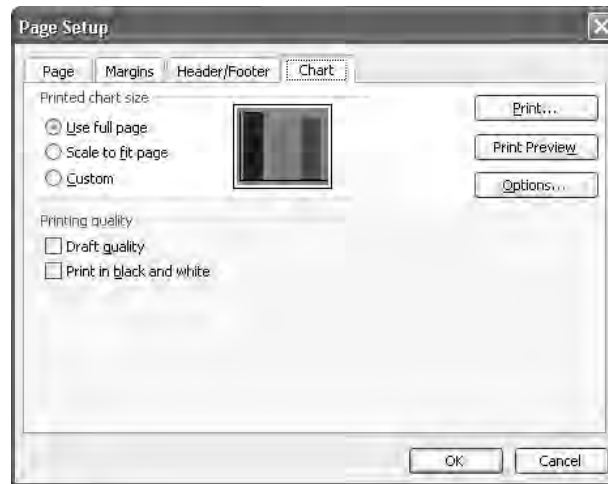 Page Setup
Page Margins Header/Footer Chart
Printed chart size
Use full page
Scale to fit page
Custom
Print...
Print Preview
Options...
Printing quality
Draft quality
Print in black and white
OK Cancel